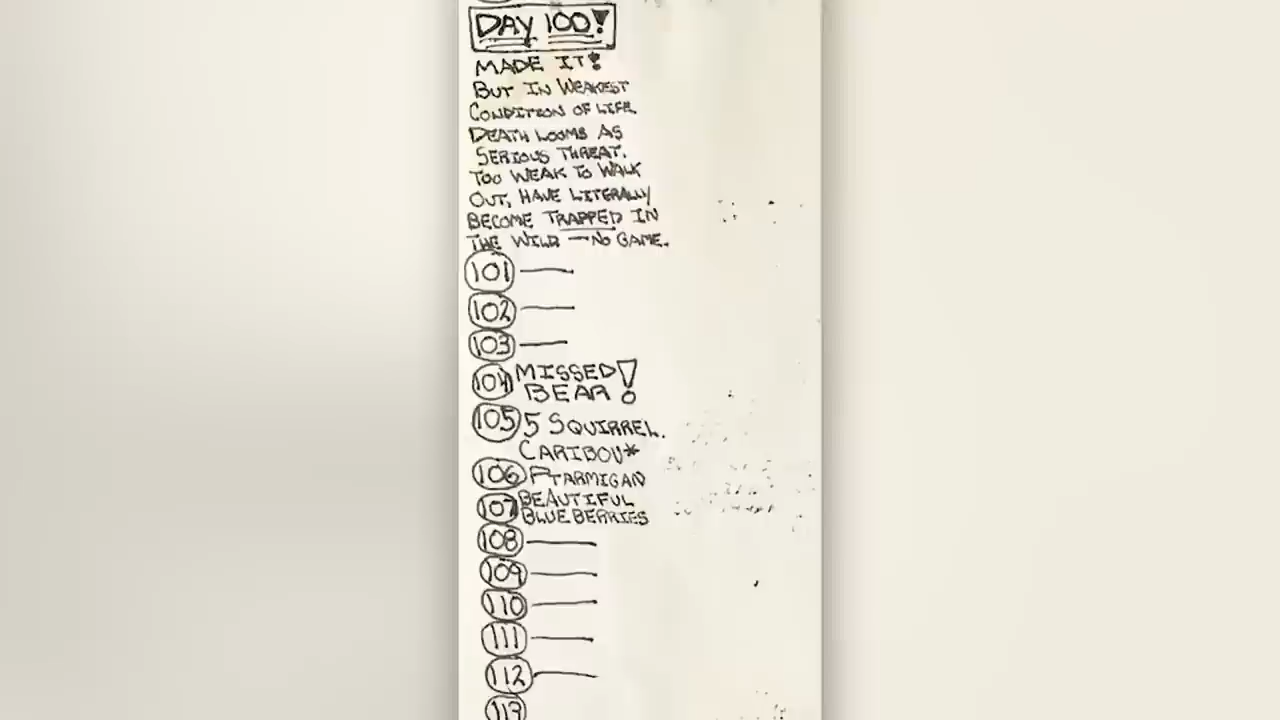 DAY 100!
MADE IT!
BUT IN WEAKEST
CONDITION OF LIFE.
DEATH LOOMS AS
SERIOUS THREAT.
TOO WEAK TO WALK
OUT, HAVE LITERALLY
BECOME TRAPPED IN
THE WILD — NO GAME.
101 —
102 —
103 —
104 MISSED
BEAR!
105 5 SQUIRREL.
CARIBOU*
106 PTARMIGAN
107 BEAUTIFUL
BLUE BERRIES
108 —
109 —
110 —
111 —
112 —
113